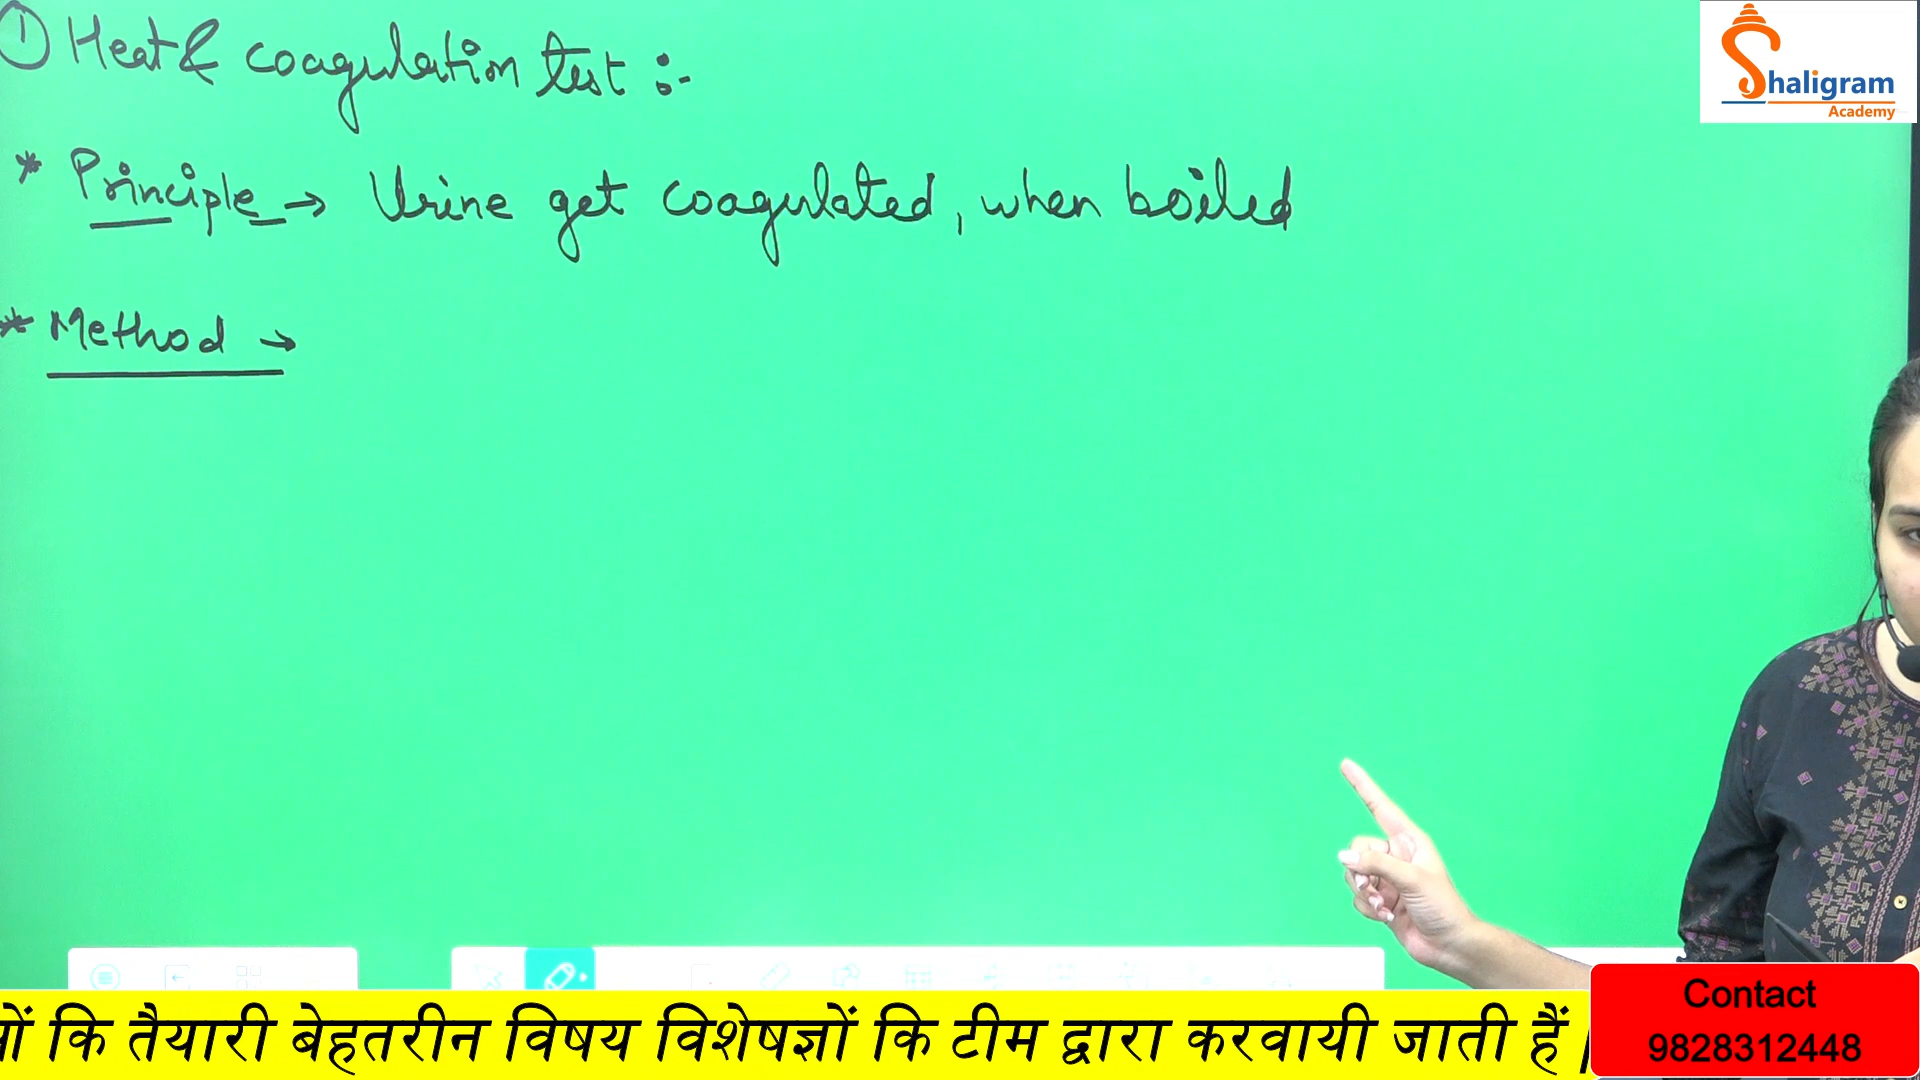 ① Heat & coagulation test :-
* Principle → Urine get coagulated, when boiled
* Method →
Shaligram
Academy
कि तैयारी बेहतरीन विषय विशेषज्ञों कि टीम द्वारा करवायी जाती हैं |
Contact
9828312448